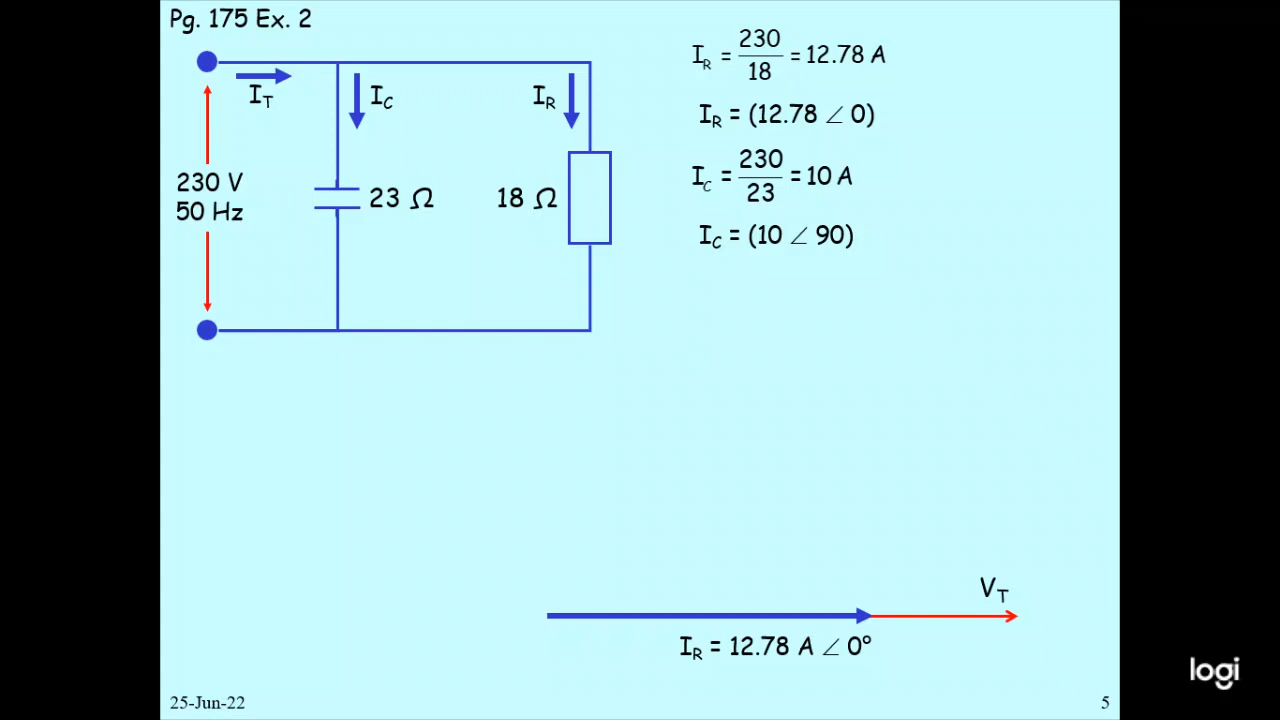 Pg. 175 Ex. 2
I_T
I_C
I_R
230 V
50 Hz
23 Ω
18 Ω
I_R = 230/18 = 12.78 A
I_R = (12.78 ∠ 0)
I_C = 230/23 = 10 A
I_C = (10 ∠ 90)
V_T
I_R = 12.78 A ∠ 0°
25-Jun-22
5
logi